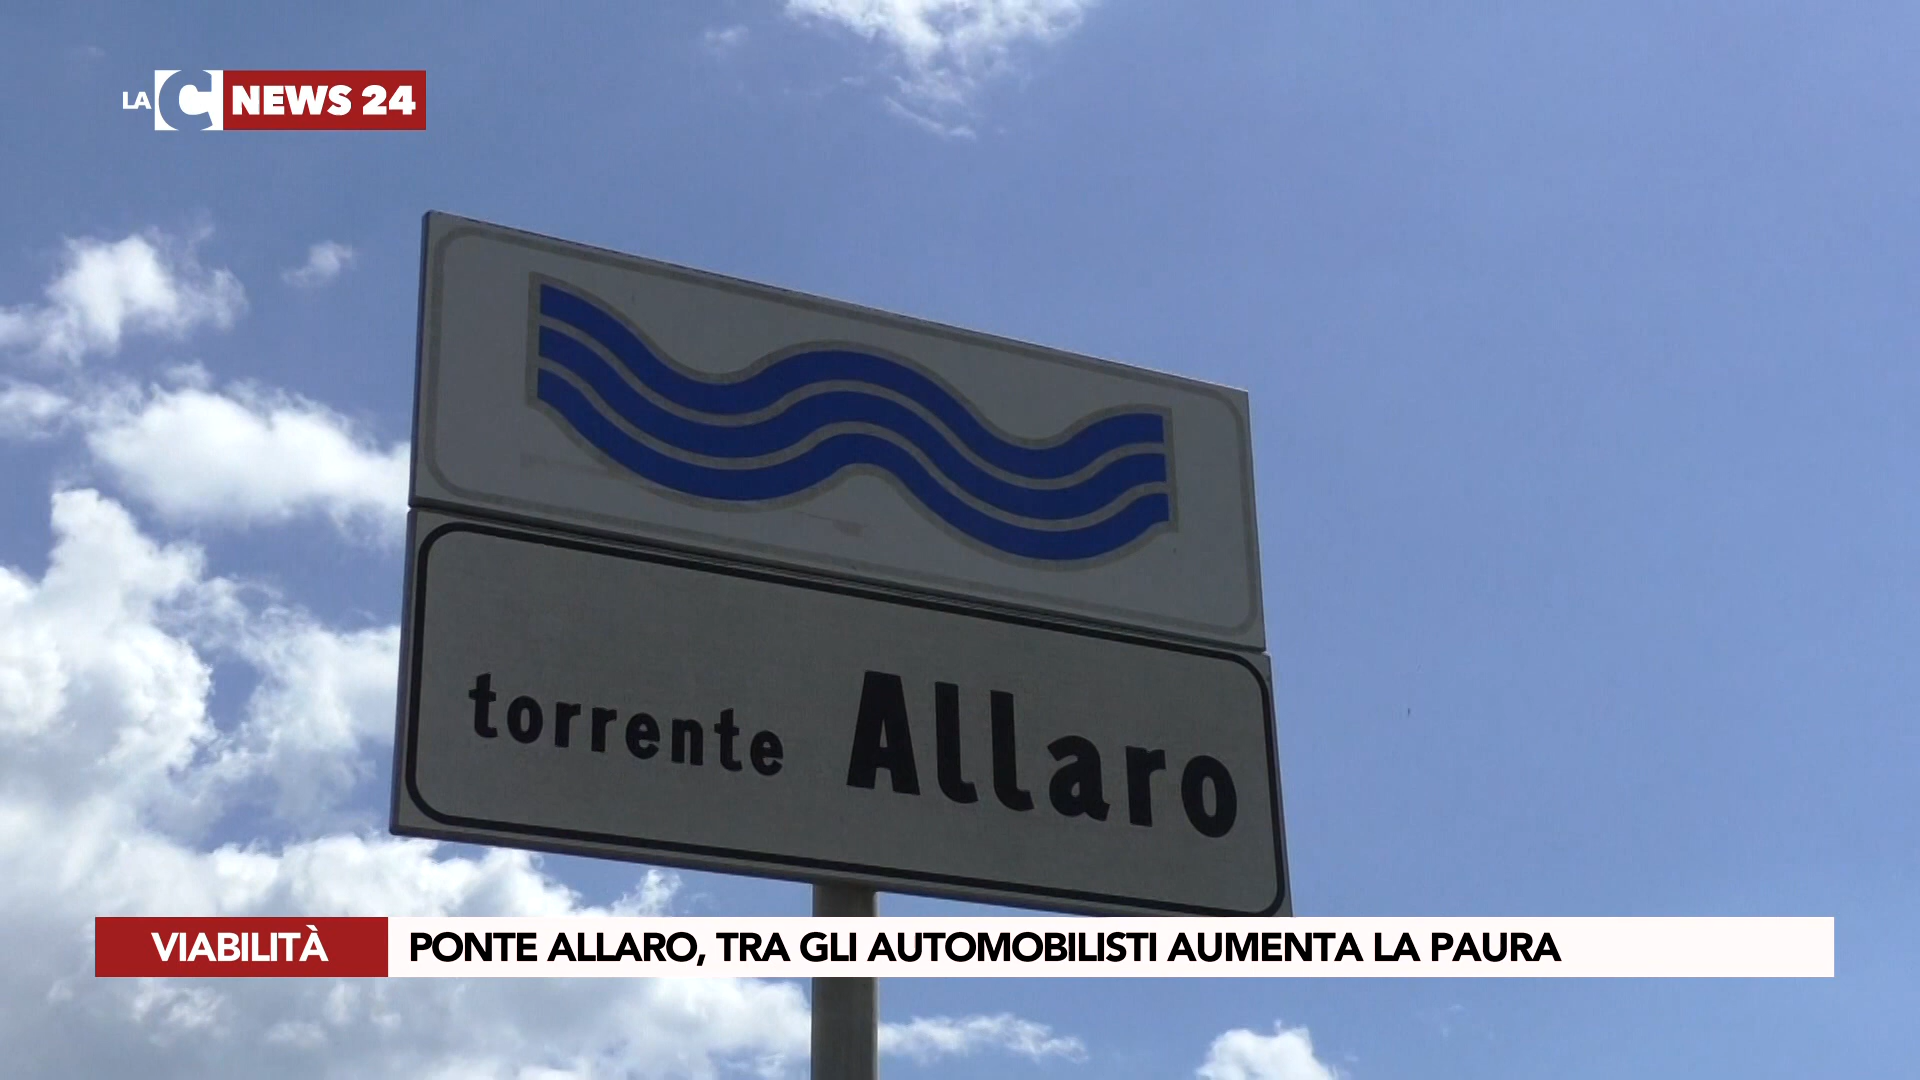 LA C NEWS 24
torrente Allaro
VIABILITÀ
PONTE ALLARO, TRA GLI AUTOMOBILISTI AUMENTA LA PAURA